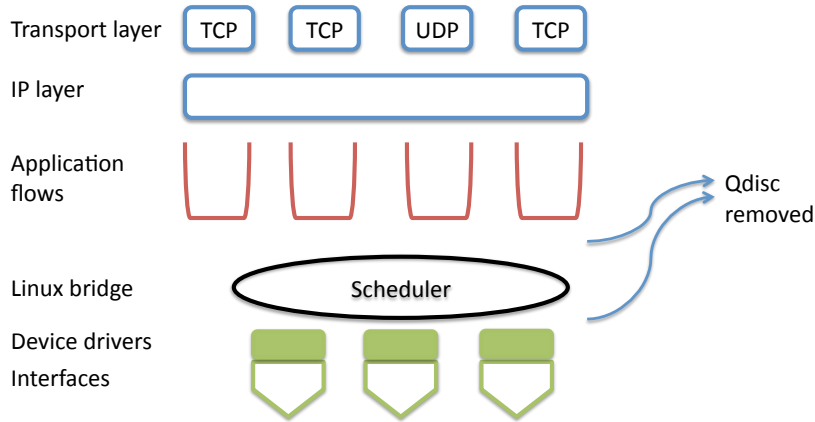 Transport layer
TCP
TCP
UDP
TCP
IP layer
Application
flows
Qdisc
removed
Linux bridge
Scheduler
Device drivers
Interfaces